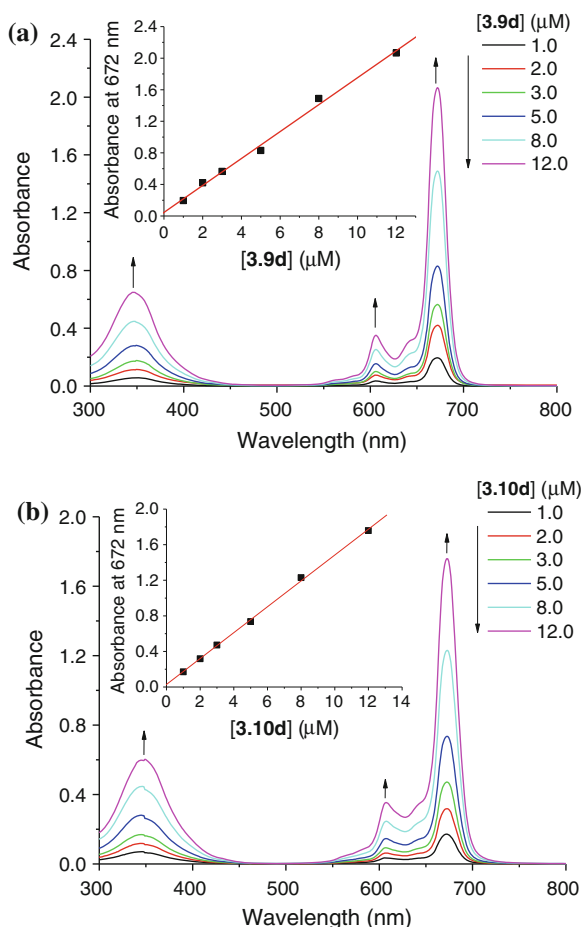 (a)
[3.9d] (μM)
1.0
2.0
3.0
5.0
8.0
12.0
2.4
2.0
1.6
1.2
0.8
0.4
0.0
Absorbance
300 400 500 600 700 800
Wavelength (nm)
2.4
2.0
1.6
1.2
0.8
0.4
0.0
Absorbance at 672 nm
0 2 4 6 8 10 12
[3.9d] (μM)
(b)
[3.10d] (μM)
1.0
2.0
3.0
5.0
8.0
12.0
2.0
1.6
1.2
0.8
0.4
0.0
Absorbance
300 400 500 600 700 800
Wavelength (nm)
2.0
1.6
1.2
0.8
0.4
0.0
Absorbance at 672 nm
0 2 4 6 8 10 12 14
[3.10d] (μM)